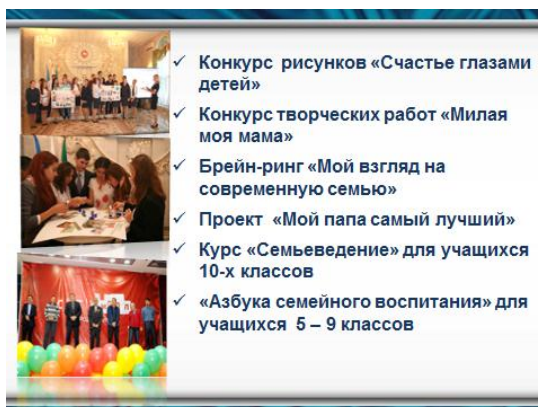 Конкурс рисунков «Счастье глазами
детей»
Конкурс творческих работ «Милая
моя мама»
Брейн-ринг «Мой взгляд на
современную семью»
Проект «Мой папа самый лучший»
Курс «Семьеведение» для учащихся
10-х классов
«Азбука семейного воспитания» для
учащихся 5 – 9 классов